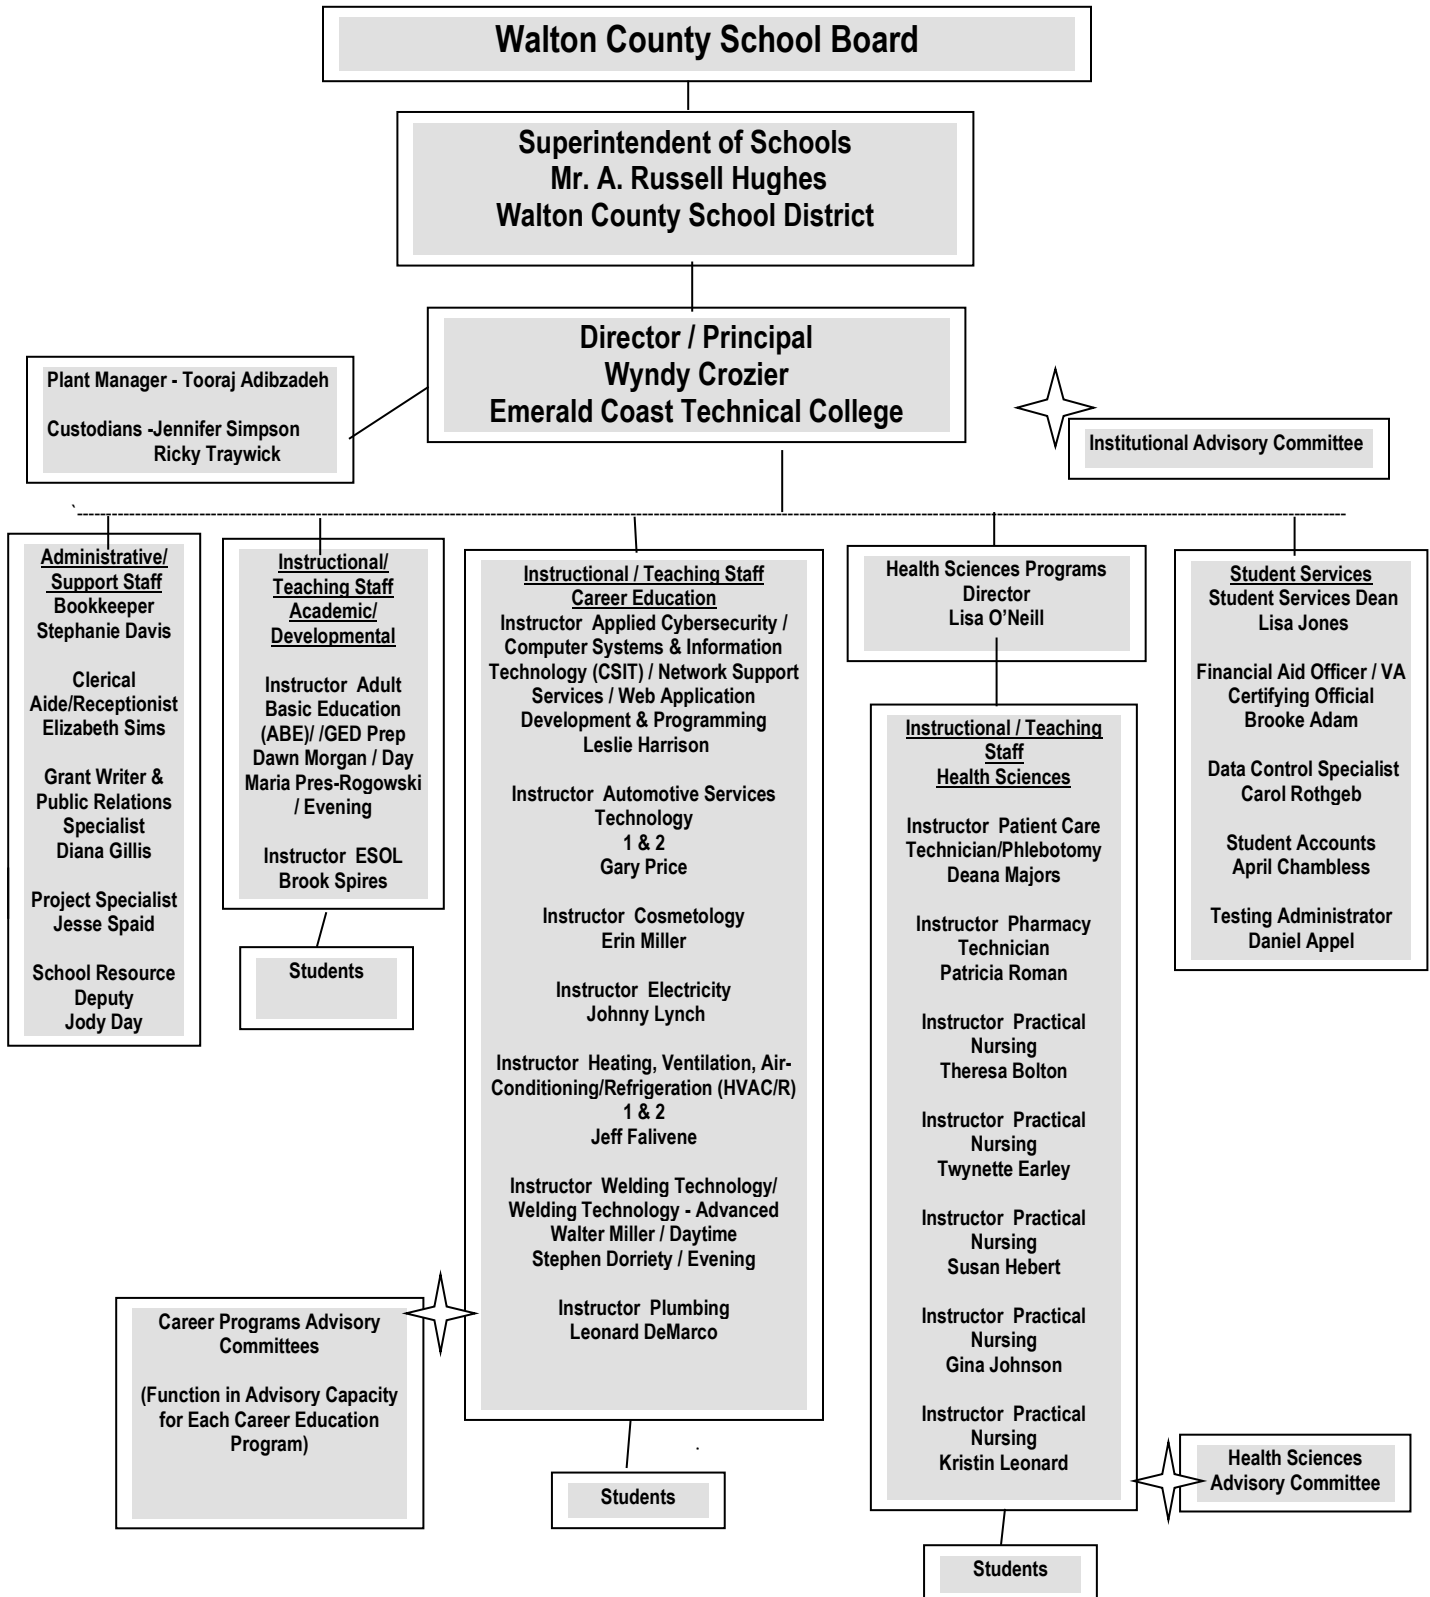 Walton County School Board
Superintendent of Schools
Mr. A. Russell Hughes
Walton County School District
Director / Principal
Wyndy Crozier
Emerald Coast Technical College
Plant Manager - Tooraj Adibzadeh
Custodians -Jennifer Simpson
Ricky Traywick
Institutional Advisory Committee
Administrative/
Support Staff
Bookkeeper
Stephanie Davis
Clerical
Aide/Receptionist
Elizabeth Sims
Grant Writer &
Public Relations
Specialist
Diana Gillis
Project Specialist
Jesse Spaid
School Resource
Deputy
Jody Day
Instructional/
Teaching Staff
Academic/
Developmental
Instructor Adult
Basic Education
(ABE)/ /GED Prep
Dawn Morgan / Day
Maria Pres-Rogowski
/ Evening
Instructor ESOL
Brook Spires
Students
Instructional / Teaching Staff
Career Education
Instructor Applied Cybersecurity /
Computer Systems & Information
Technology (CSIT) / Network Support
Services / Web Application
Development & Programming
Leslie Harrison
Instructor Automotive Services
Technology
1 & 2
Gary Price
Instructor Cosmetology
Erin Miller
Instructor Electricity
Johnny Lynch
Instructor Heating, Ventilation, Air-
Conditioning/Refrigeration (HVAC/R)
1 & 2
Jeff Falivene
Instructor Welding Technology/
Welding Technology - Advanced
Walter Miller / Daytime
Stephen Dorriety / Evening
Instructor Plumbing
Leonard DeMarco
Career Programs Advisory
Committees
(Function in Advisory Capacity
for Each Career Education
Program)
Students
Health Sciences Programs
Director
Lisa O'Neill
Instructional / Teaching
Staff
Health Sciences
Instructor Patient Care
Technician/Phlebotomy
Deana Majors
Instructor Pharmacy
Technician
Patricia Roman
Instructor Practical
Nursing
Theresa Bolton
Instructor Practical
Nursing
Twynette Earley
Instructor Practical
Nursing
Susan Hebert
Instructor Practical
Nursing
Gina Johnson
Instructor Practical
Nursing
Kristin Leonard
Health Sciences
Advisory Committee
Students
Student Services
Student Services Dean
Lisa Jones
Financial Aid Officer / VA
Certifying Official
Brooke Adam
Data Control Specialist
Carol Rothgeb
Student Accounts
April Chambless
Testing Administrator
Daniel Appel